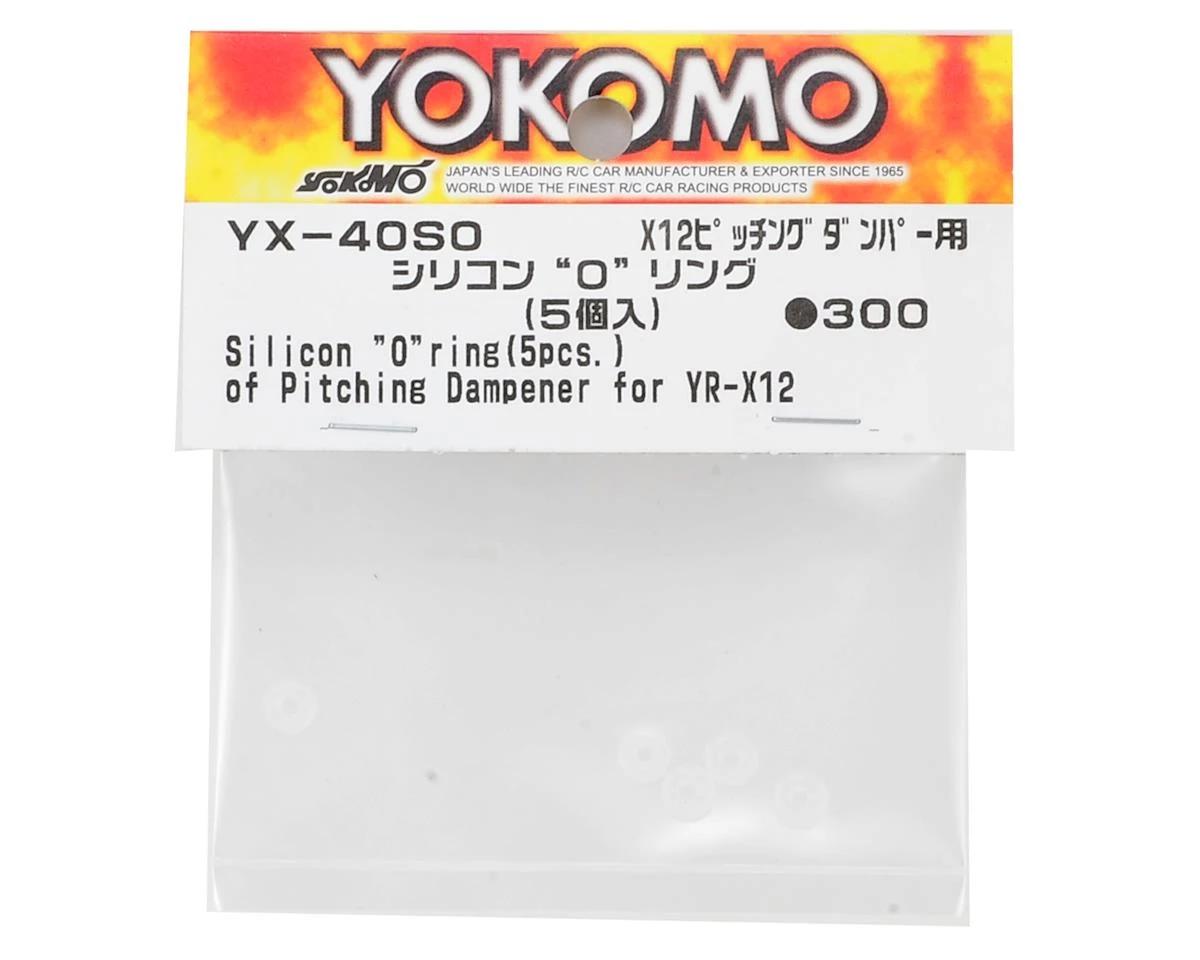 YOKOMO
YOKOMO JAPAN'S LEADING R/C CAR MANUFACTURER & EXPORTER SINCE 1965
WORLD WIDE THE FINEST R/C CAR RACING PRODUCTS
YX-40SO X12ﾋﾟｯﾁﾝｸﾞﾀﾞﾝﾊﾟｰ用
シリコン “O” リング
(5個入) ●300
Silicon ”O”ring(5pcs.)
of Pitching Dampener for YR-X12